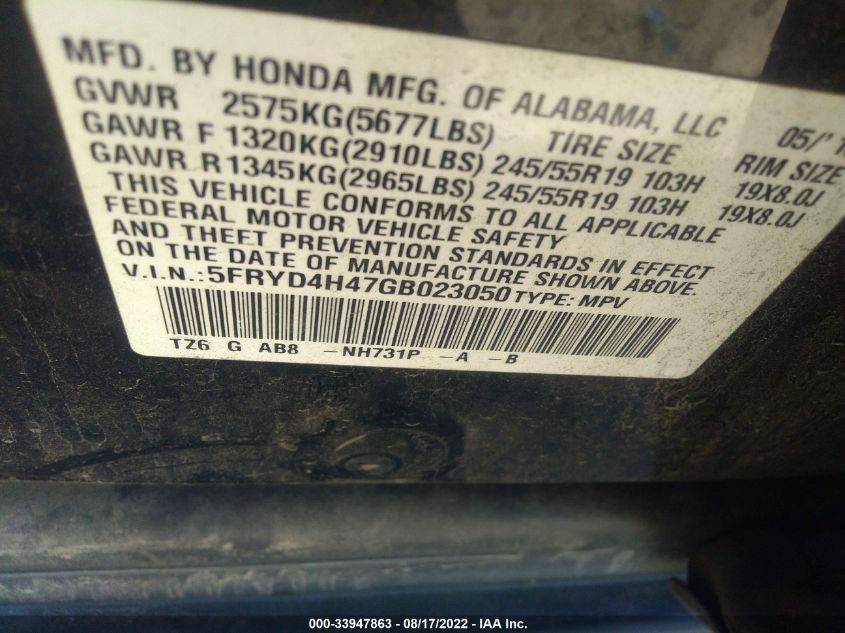 MFD. BY HONDA MFG. OF ALABAMA, LLC 05/
GVWR 2575KG(5677LBS) TIRE SIZE RIM SIZE
GAWR F 1320KG(2910LBS) 245/55R19 103H 19X8.0J
GAWR R 1345KG(2965LBS) 245/55R19 103H 19X8.0J
THIS VEHICLE CONFORMS TO ALL APPLICABLE
FEDERAL MOTOR VEHICLE SAFETY
AND THEFT PREVENTION STANDARDS IN EFFECT
ON THE DATE OF MANUFACTURE SHOWN ABOVE.
V.I.N.: 5FRYD4H47GB023050 TYPE: MPV
TZ6 G AB8 -NH731P -A -B
000-33947863 - 08/17/2022 - IAA Inc.